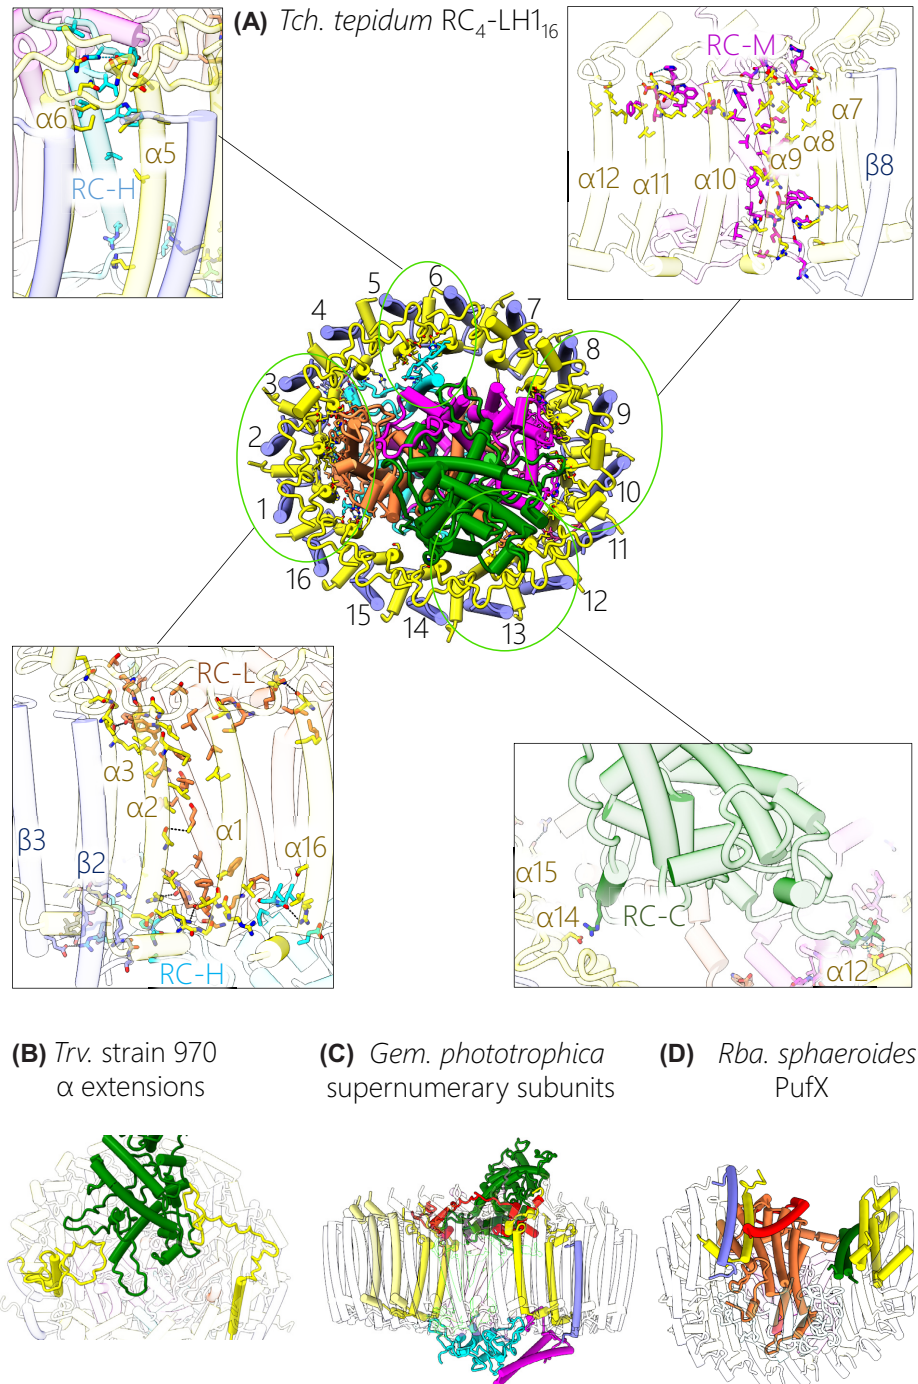 (A) Tch. tepidum RC₄-LH1₁₆
α6
α5
RC-H
RC-M
α7
α8
α9
α10
α11
α12
β8
5
6
7
4
8
3
9
2
10
1
11
16
12
15
14
13
RC-L
α3
α2
α1
α16
β3
β2
RC-H
α15
α14
RC-C
α12
(B) Trv. strain 970
α extensions
(C) Gem. phototrophica
supernumerary subunits
(D) Rba. sphaeroides
PufX